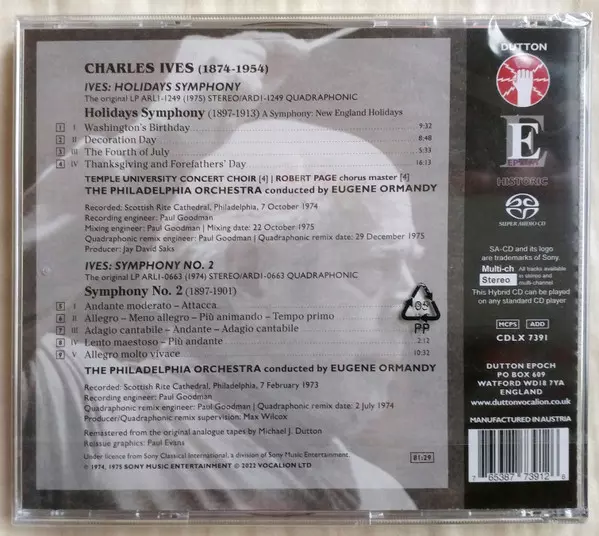 CHARLES IVES (1874-1954)
IVES: HOLIDAYS SYMPHONY
The original LP ARL1-1249 (1975) STEREO/ARD1-1249 QUADRAPHONIC
Holidays Symphony (1897-1913) A Symphony: New England Holidays
1 I Washington's Birthday 9:32
2 II Decoration Day 8:48
3 III The Fourth of July 5:33
4 IV Thanksgiving and Forefathers' Day 16:13
TEMPLE UNIVERSITY CONCERT CHOIR [4] | ROBERT PAGE chorus master [4]
THE PHILADELPHIA ORCHESTRA conducted by EUGENE ORMANDY
Recorded: Scottish Rite Cathedral, Philadelphia, 7 October 1974
Recording engineer: Paul Goodman
Mixing engineer: Paul Goodman | Mixing date: 22 October 1975
Quadraphonic remix engineer: Paul Goodman | Quadraphonic remix date: 29 December 1975
Producer: Jay David Saks
IVES: SYMPHONY NO. 2
The original LP ARL1-0663 (1974) STEREO/ARD1-0663 QUADRAPHONIC
Symphony No. 2 (1897-1901)
5 I Andante moderato – Attacca
6 II Allegro – Meno allegro – Più animando – Tempo primo
7 III Adagio cantabile – Andante – Adagio cantabile
8 IV Lento maestoso – Più andante 2:12
9 V Allegro molto vivace 10:32
THE PHILADELPHIA ORCHESTRA conducted by EUGENE ORMANDY
Recorded: Scottish Rite Cathedral, Philadelphia, 7 February 1973
Recording engineer: Paul Goodman
Quadraphonic remix engineer: Paul Goodman | Quadraphonic remix date: 2 July 1974
Producer/Quadraphonic remix supervision: Max Wilcox
Remastered from the original analogue tapes by Michael J. Dutton
Reissue graphics: Paul Evans
Under licence from Sony Classical International, a division of Sony Music Entertainment.
℗ 1974, 1975 SONY MUSIC ENTERTAINMENT © 2022 VOCALION LTD
81:29
05
PP
DUTTON
E
EPOCH
HISTORIC
SUPER AUDIO CD
SA-CD and its logo
are trademarks of Sony.
Multi-ch
Stereo
All tracks available
in stereo and
multi-channel
This Hybrid CD can be played
on any standard CD player
MCPS ADD
CDLX 7391
DUTTON EPOCH
PO BOX 609
WATFORD WD18 7YA
ENGLAND
www.duttonvocalion.co.uk
MANUFACTURED IN AUSTRIA
7 65387 73912 6